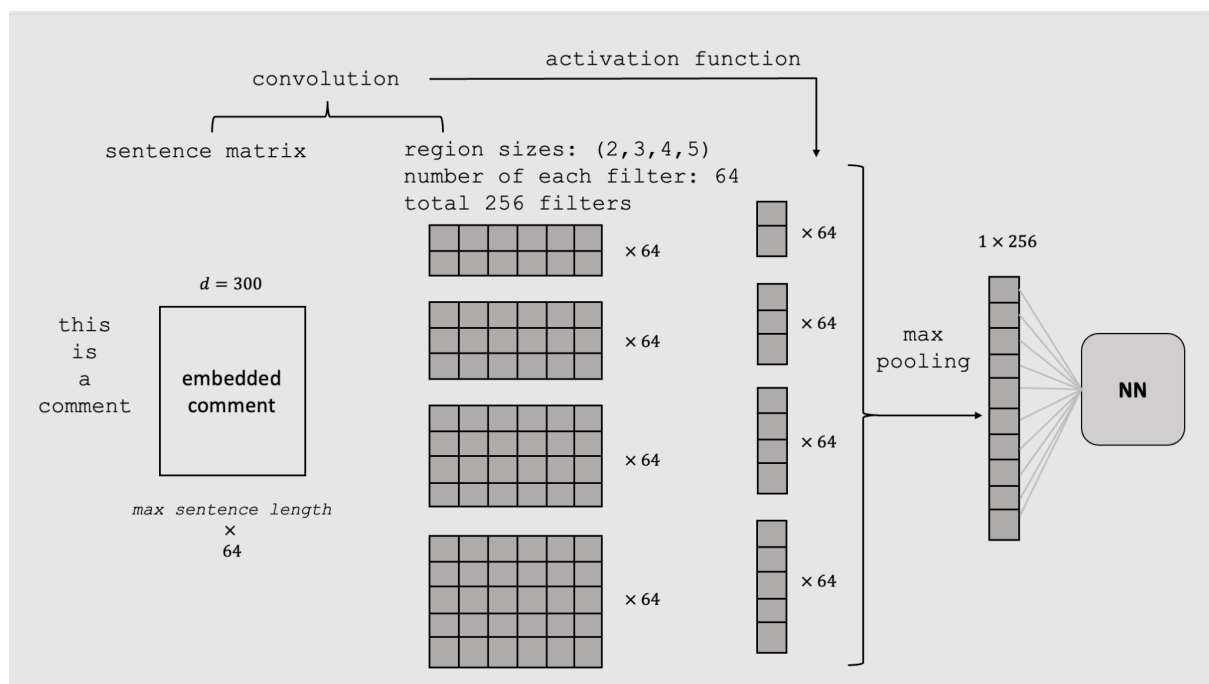 activation function
convolution
sentence matrix
region sizes: (2,3,4,5)
number of each filter: 64
total 256 filters
× 64
× 64
1 × 256
d = 300
× 64
× 64
this
is
a
comment
embedded
comment
max
pooling
NN
× 64
× 64
max sentence length
×
64
× 64
× 64